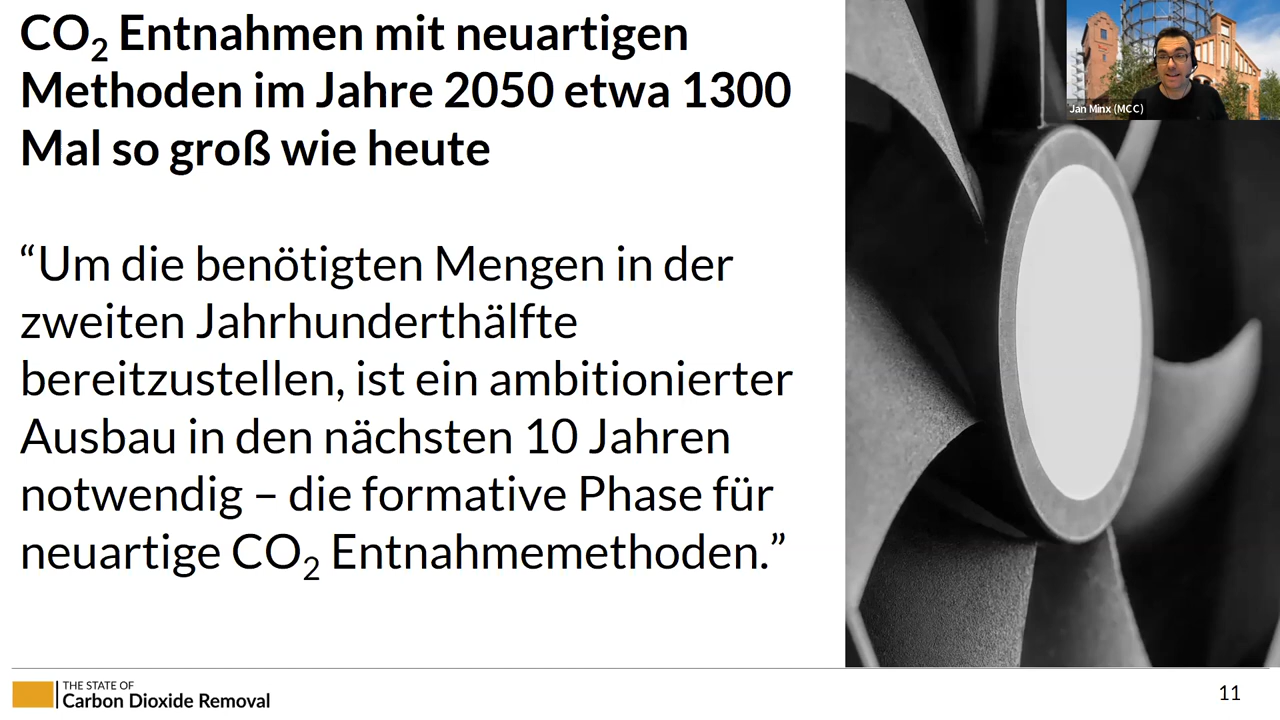 CO₂ Entnahmen mit neuartigen
Methoden im Jahre 2050 etwa 1300
Mal so groß wie heute
“Um die benötigten Mengen in der
zweiten Jahrhunderthälfte
bereitzustellen, ist ein ambitionierter
Ausbau in den nächsten 10 Jahren
notwendig – die formative Phase für
neuartige CO₂ Entnahmemethoden.”
Jan Minx (MCC)
THE STATE OF
Carbon Dioxide Removal
11